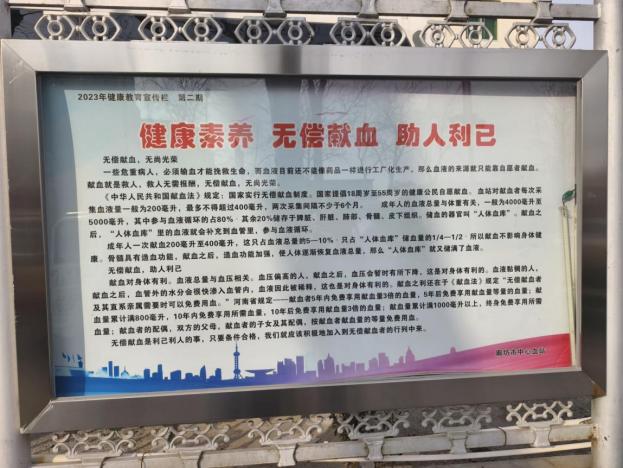 2023年健康教育宣传栏 第二期
健康素养 无偿献血 助人利己
无偿献血，无尚光荣
一些危重病人，必须输血才能挽救生命，而血液目前还不能像药品一样进行工厂化生产，那么血液的来源就只能靠自愿者献血。
献血就是救人，救人无需报酬，无偿献血，无尚光荣。
《中华人民共和国献血法》规定：国家实行无偿献血制度。国家提倡18周岁至55周岁的健康公民自愿献血。血站对献血者每次采
集血液量一般为200毫升，最多不得超过400毫升，两次采集间隔不少于6个月。 成年人的血液总量与体重有关，一般为4000毫升至
5000毫升，其中参与血液循环的占80%，其余20%储存于脾脏、肝脏、肺部、骨髓、皮下组织。储血的器官叫“人体血库”。献血之
后，“人体血库”里的血液就会补充到血管里，参与血液循环。
成年人一次献血200毫升至400毫升，这只占血液总量的5-10%，只占“人体血库”储血量的1/4—1/2，所以献血不影响身体健
康。骨髓具有造血功能，献血之后，造血功能加强，使人体逐渐恢复血液总量，那么“人体血库”就又储满了血液。
无偿献血，助人利己
献血对身体有利。血液总量与血压相关。血压偏高的人，献血之后，血压会暂时有所下降，这是对身体有利的。血液黏稠的人，
献血之后，血管外的水分会很快渗入血管内，血液因此被稀释，这也是对身体有利的。献血之利还在于《献血法》规定“无偿献血者
及其直系亲属需要时可以免费用血。”河南省规定——献血者5年内免费享用献血量3倍的血量，5年后免费享用献血量等量的血量；献
血量累计满800毫升，10年内免费享用所需血量，10年后免费享用献血量3倍的血量；献血量累计满1000毫升以上，终身免费享用所需
血量；献血者的配偶，双方的父母，献血者的子女及其配偶，按献血者献血量的等量免费用血。
无偿献血是利己利人的事，只要条件合格，我们就应该积极地加入到无偿献血者的行列中来。
廊坊市中心血站